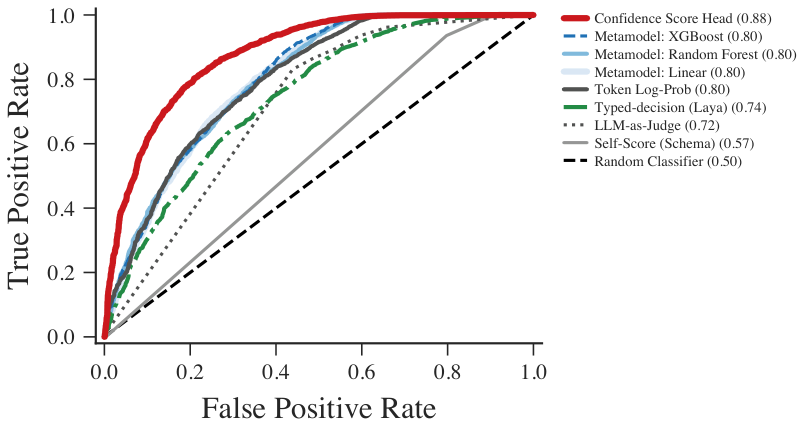 True Positive Rate
1.0
0.8
0.6
0.4
0.2
0.0
0.0 0.2 0.4 0.6 0.8 1.0
False Positive Rate
Confidence Score Head (0.88)
Metamodel: XGBoost (0.80)
Metamodel: Random Forest (0.80)
Metamodel: Linear (0.80)
Token Log-Prob (0.80)
Typed-decision (Laya) (0.74)
LLM-as-Judge (0.72)
Self-Score (Schema) (0.57)
Random Classifier (0.50)